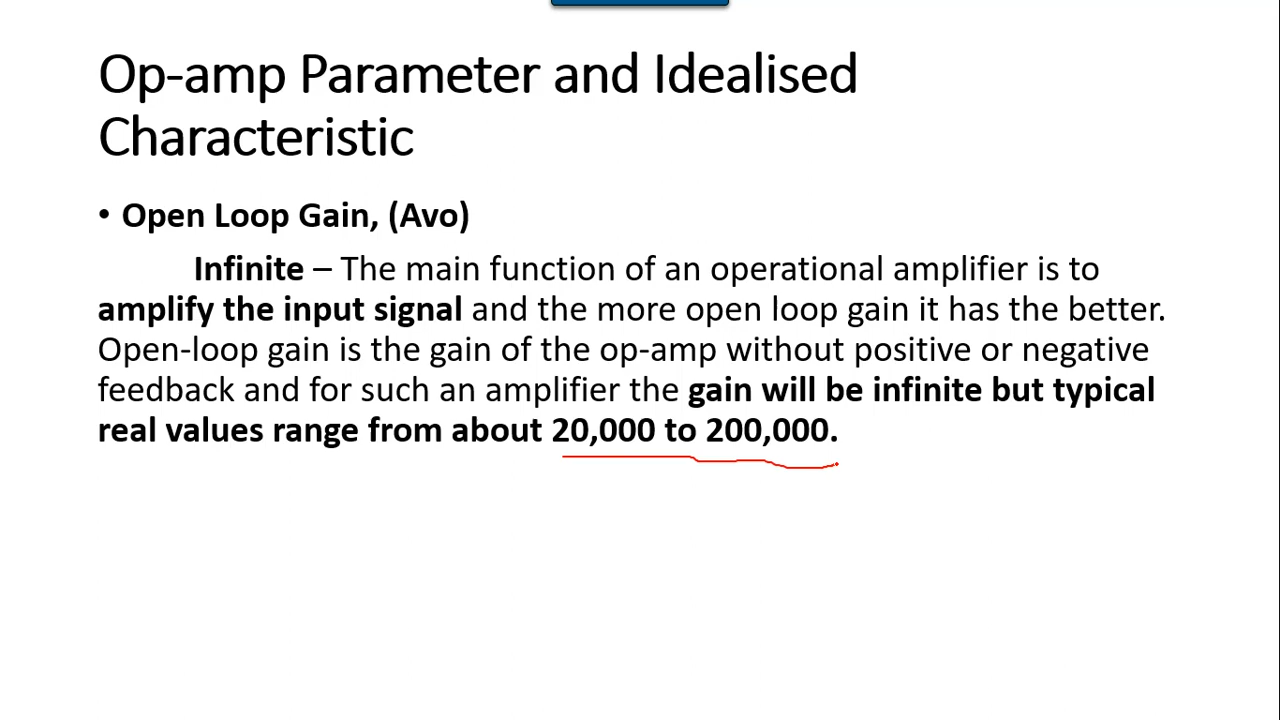 Op-amp Parameter and Idealised
Characteristic
• Open Loop Gain, (Avo)
Infinite – The main function of an operational amplifier is to
amplify the input signal and the more open loop gain it has the better.
Open-loop gain is the gain of the op-amp without positive or negative
feedback and for such an amplifier the gain will be infinite but typical
real values range from about 20,000 to 200,000.